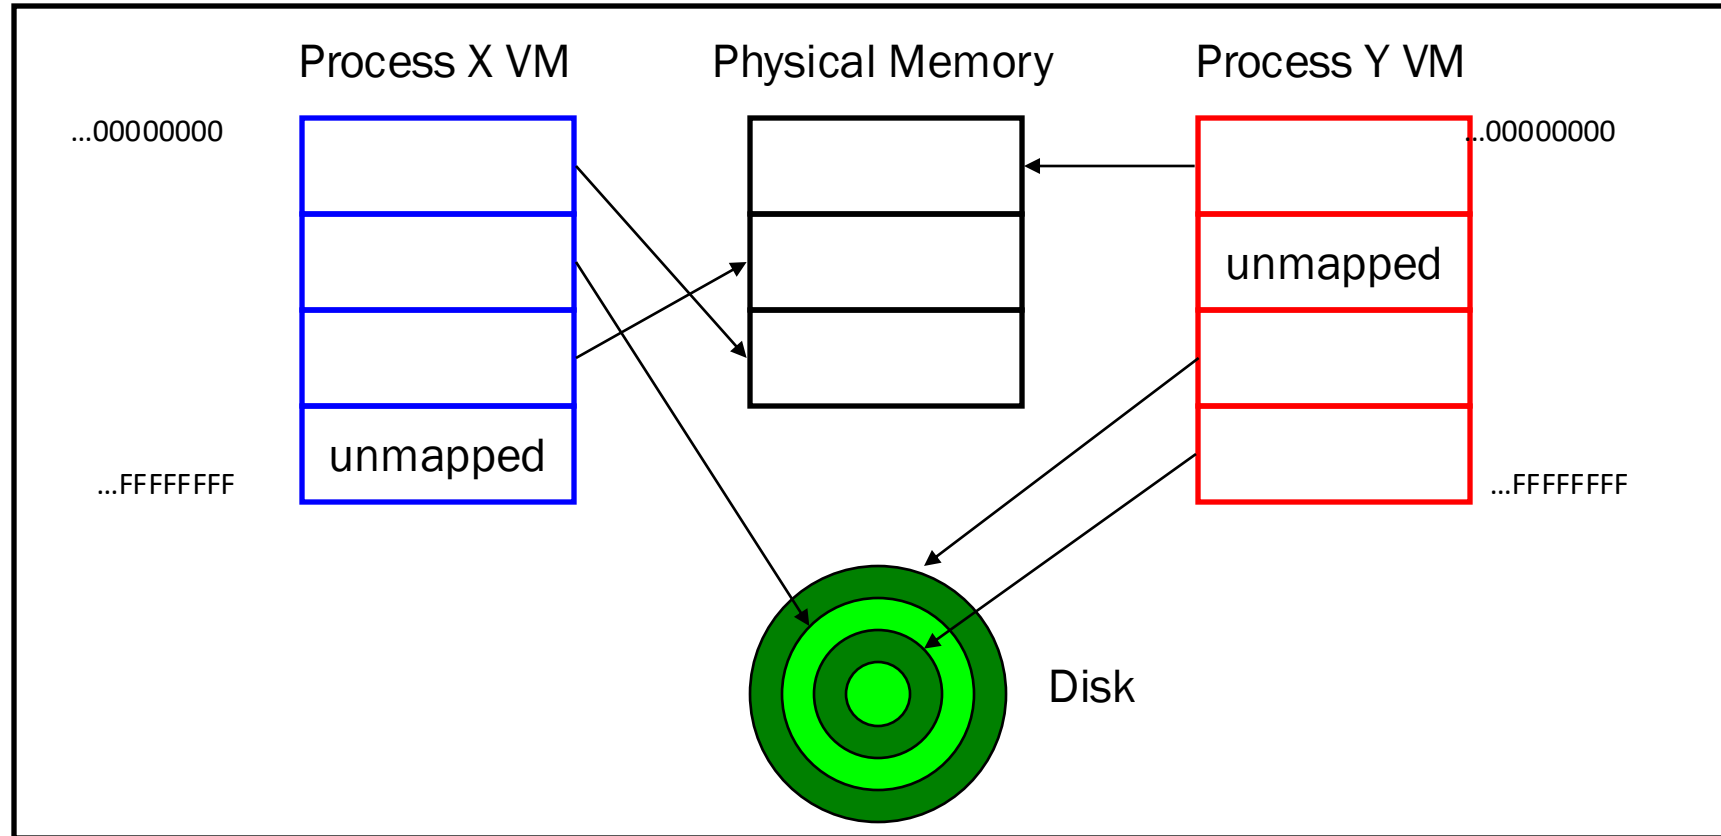 Process X VM
Physical Memory
Process Y VM
...00000000
...00000000
unmapped
unmapped
...FFFFFFFF
...FFFFFFFF
Disk